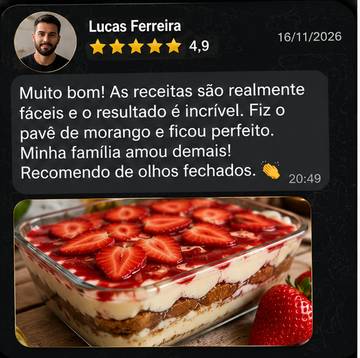 Lucas Ferreira
4,9
16/11/2026
Muito bom! As receitas são realmente
fáceis e o resultado é incrível. Fiz o
pavê de morango e ficou perfeito.
Minha família amou demais!
Recomendo de olhos fechados. 👏
20:49